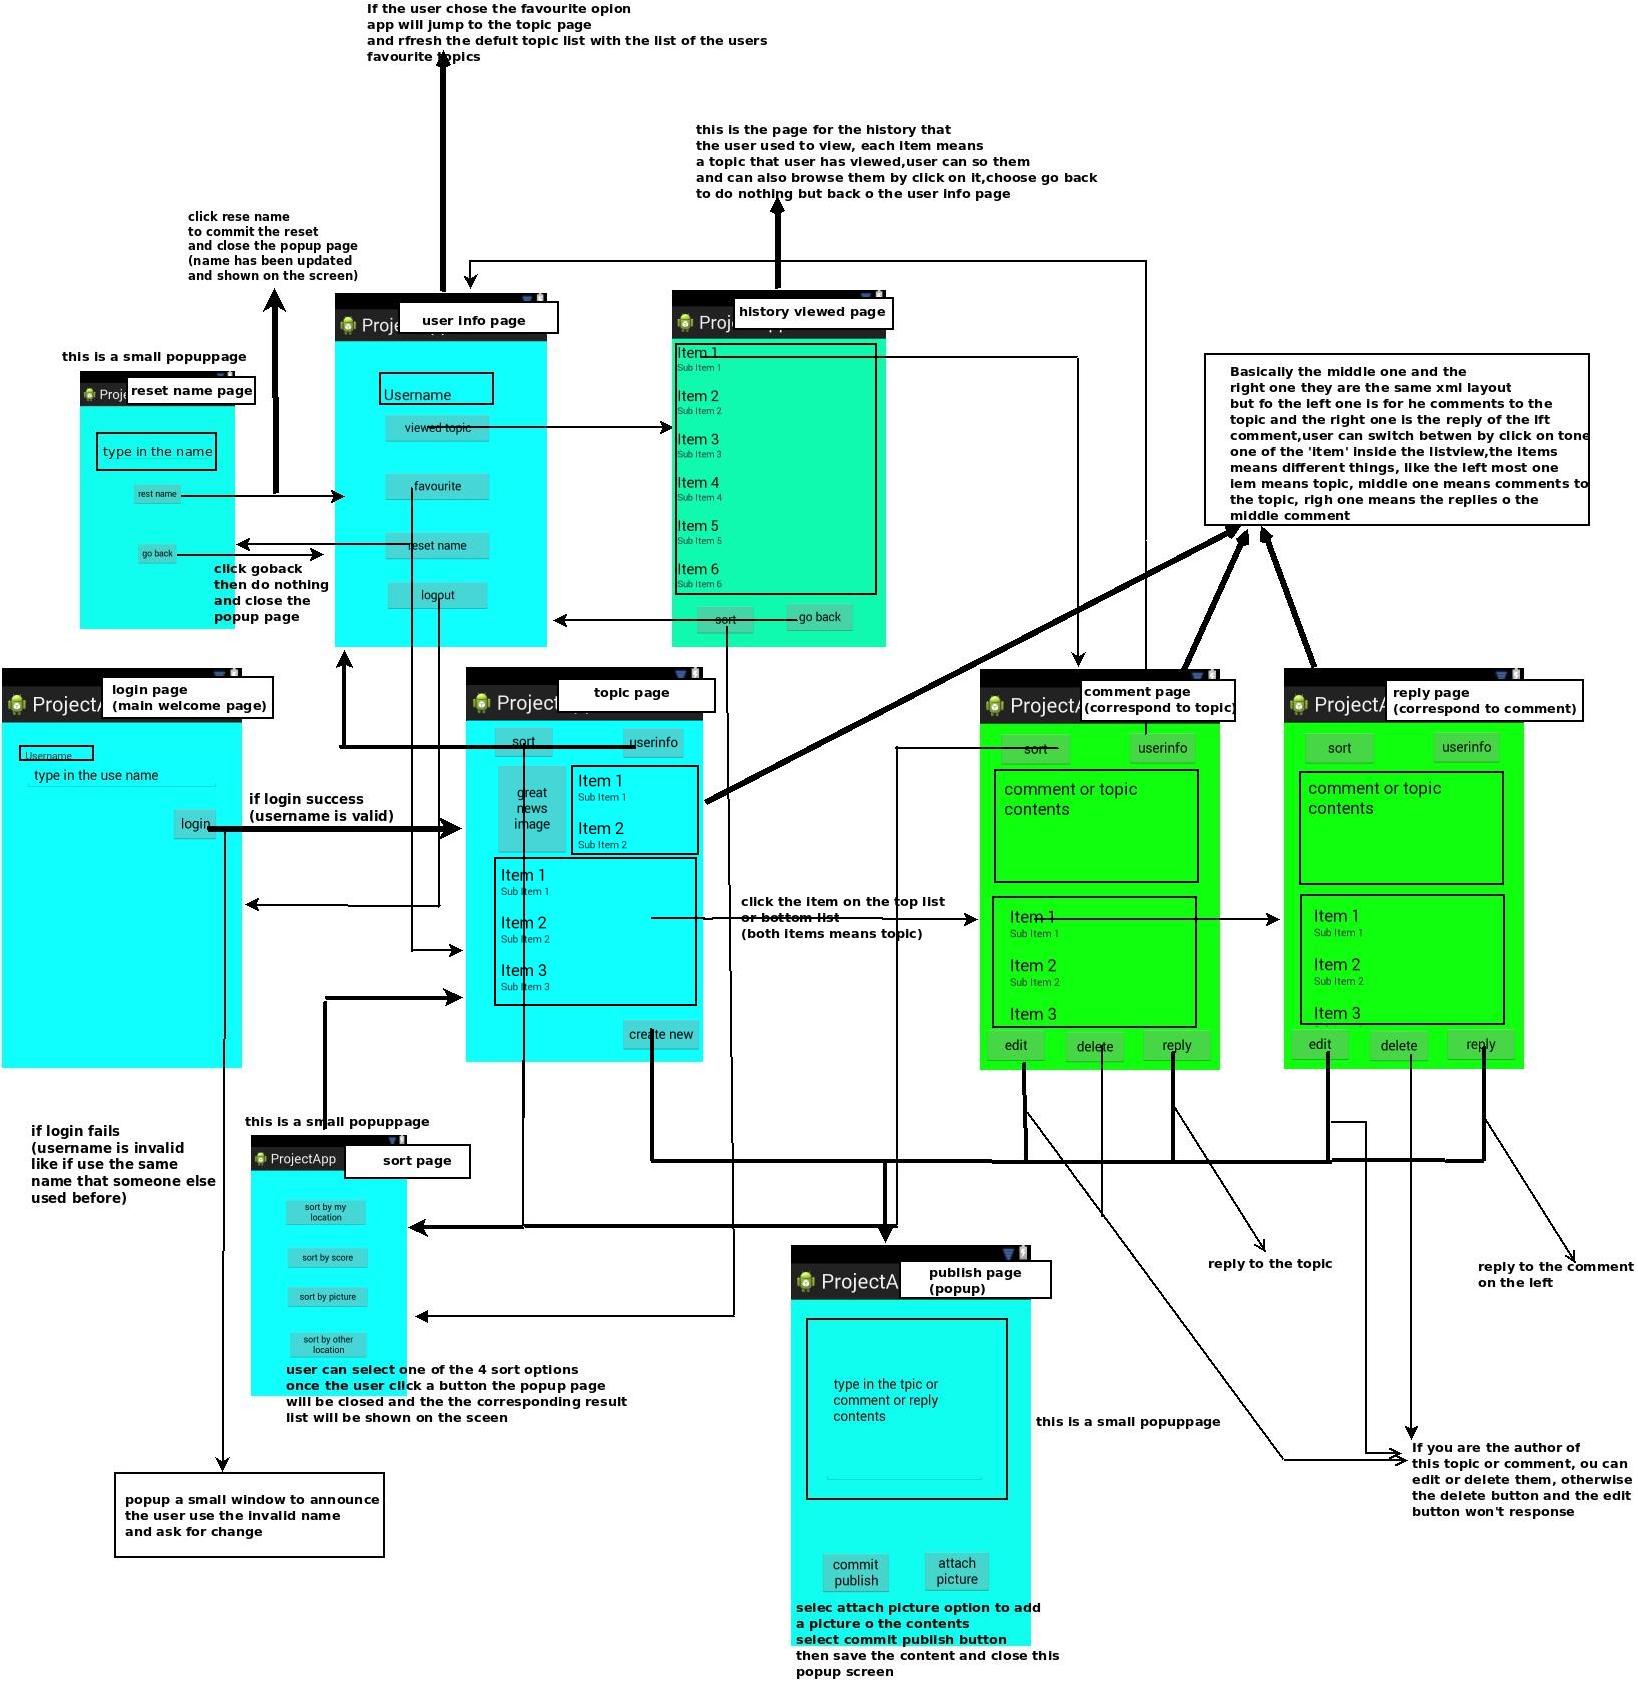 If the user chose the favourite opion
app will jump to the topic page
and rfresh the defult topic list with the list of the users
favourite topics
this is the page for the history that
the user used to view, each item means
a topic that user has viewed,user can so them
and can also browse them by click on it,choose go back
to do nothing but back o the user info page
click rese name
to commit the reset
and close the popup page
(name has been updated
and shown on the screen)
this is a small popuppage
reset name page
type in the name
rest name
go back
click goback
then do nothing
and close the
popup page
user info page
Username
viewed topic
favourite
reset name
logout
history viewed page
Item 1
Sub Item 1
Item 2
Sub Item 2
Item 3
Sub Item 3
Item 4
Sub Item 4
Item 5
Sub Item 5
Item 6
Sub Item 6
sort
go back
Basically the middle one and the
right one they are the same xml layout
but fo the left one is for he comments to the
topic and the right one is the reply of the lft
comment,user can switch betwen by click on tone
one of the 'item' inside the listview,the items
means different things, like the left most one
iem means topic, middle one means comments to
the topic, righ one means the replies o the
middle comment
login page
(main welcome page)
Username
type in the use name
login
if login success
(username is valid)
topic page
sort
userinfo
great
news
image
Item 1
Sub Item 1
Item 2
Sub Item 2
Item 1
Sub Item 1
Item 2
Sub Item 2
Item 3
Sub Item 3
create new
click the item on the top list
or bottom list
(both items means topic)
comment page
(correspond to topic)
sort
userinfo
comment or topic
contents
Item 1
Sub Item 1
Item 2
Sub Item 2
Item 3
edit
delete
reply
reply page
(correspond to comment)
sort
userinfo
comment or topic
contents
Item 1
Sub Item 1
Item 2
Sub Item 2
Item 3
edit
delete
reply
if login fails
(username is invalid
like if use the same
name that someone else
used before)
this is a small popuppage
ProjectApp
sort page
sort by my
location
sort by score
sort by picture
sort by other
location
user can select one of the 4 sort options
once the user click a button the popup page
will be closed and the the corresponding result
list will be shown on the sceen
popup a small window to announce
the user use the invalid name
and ask for change
publish page
(popup)
type in the tpic or
comment or reply
contents
this is a small popuppage
commit
publish
attach
picture
selec attach picture option to add
a picture o the contents
select commit publish button
then save the content and close this
popup screen
reply to the topic
reply to the comment
on the left
If you are the author of
this topic or comment, ou can
edit or delete them, otherwise
the delete button and the edit
button won't response